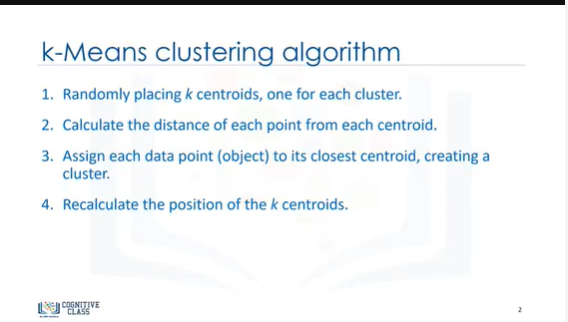 k-Means clustering algorithm
1. Randomly placing k centroids, one for each cluster.
2. Calculate the distance of each point from each centroid.
3. Assign each data point (object) to its closest centroid, creating a
cluster.
4. Recalculate the position of the k centroids.
COGNITIVE
CLASS
2